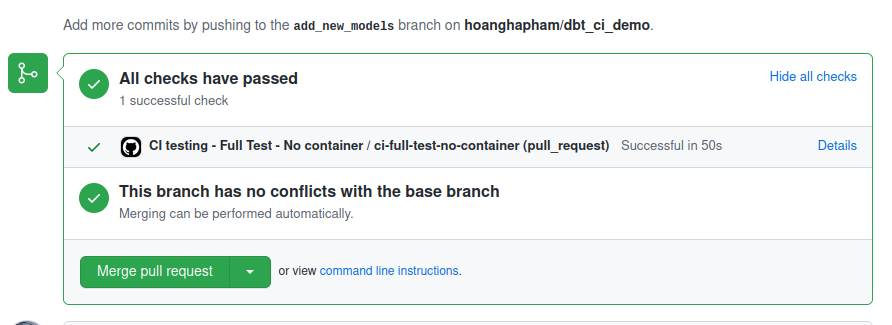 Add more commits by pushing to the add_new_models branch on hoanghapham/dbt_ci_demo.
All checks have passed
Hide all checks
1 successful check
CI testing - Full Test - No container / ci-full-test-no-container (pull_request) Successful in 50s
Details
This branch has no conflicts with the base branch
Merging can be performed automatically.
Merge pull request or view command line instructions.